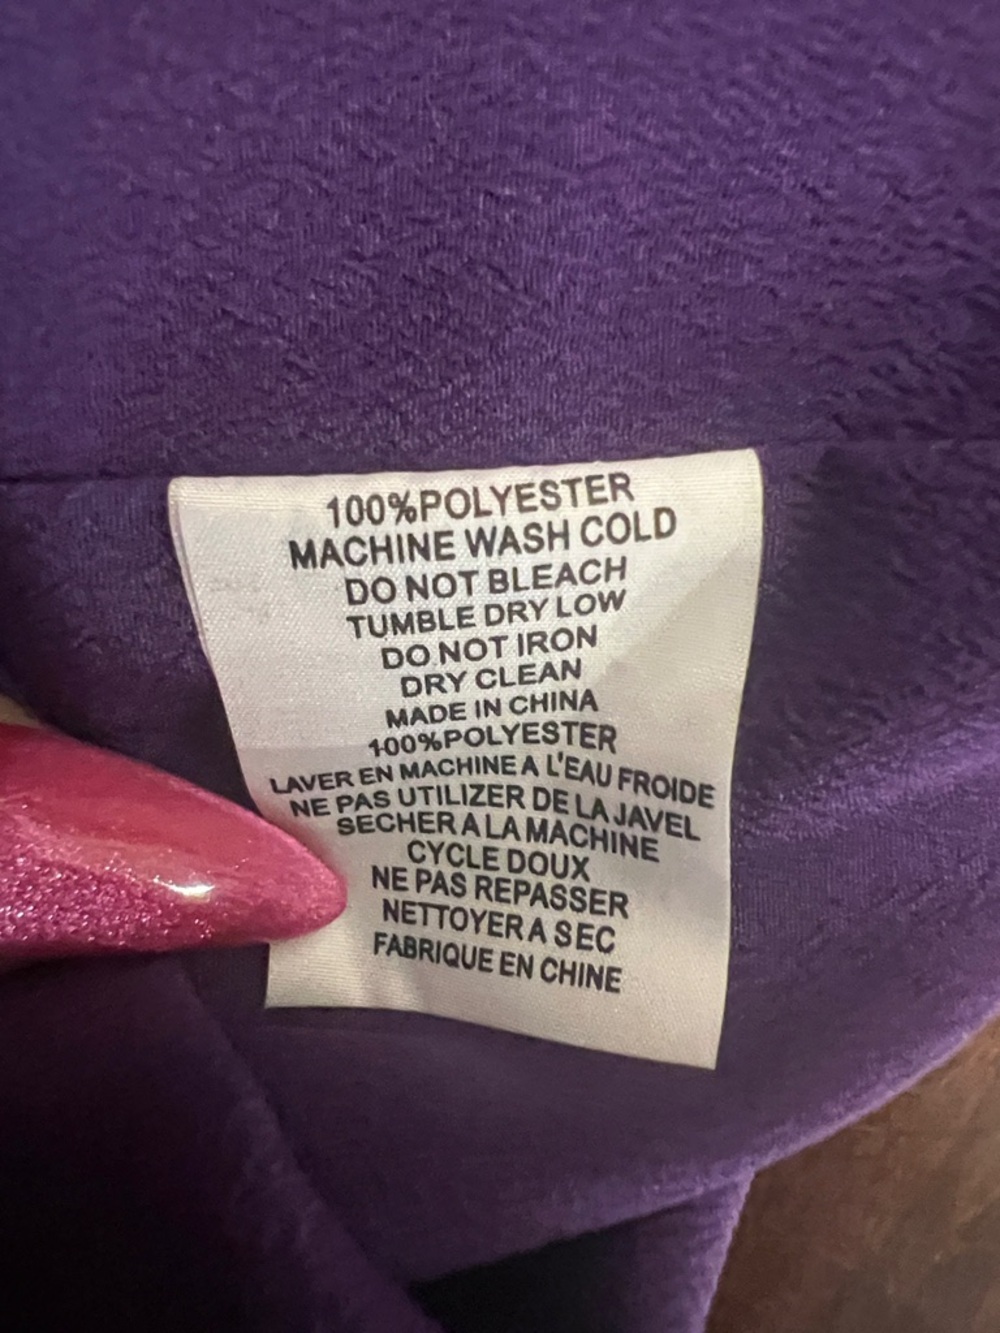 100%POLYESTER
MACHINE WASH COLD
DO NOT BLEACH
TUMBLE DRY LOW
DO NOT IRON
DRY CLEAN
MADE IN CHINA
100%POLYESTER
LAVER EN MACHINE A L'EAU FROIDE
NE PAS UTILIZER DE LA JAVEL
SECHER A LA MACHINE
CYCLE DOUX
NE PAS REPASSER
NETTOYER A SEC
FABRIQUE EN CHINE